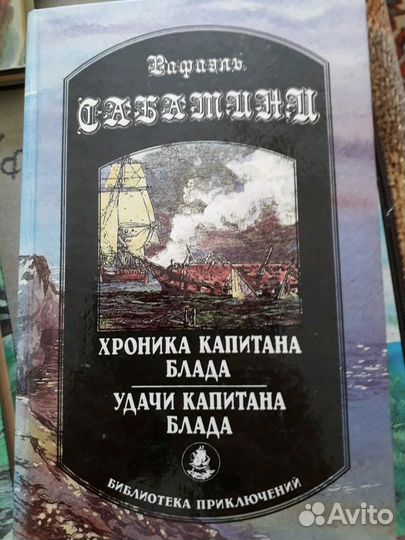 Рафаэль
САБАТИНИ
ХРОНИКА КАПИТАНА
БЛАДА
УДАЧИ КАПИТАНА
БЛАДА
БИБЛИОТЕКА ПРИКЛЮЧЕНИЙ
Avito